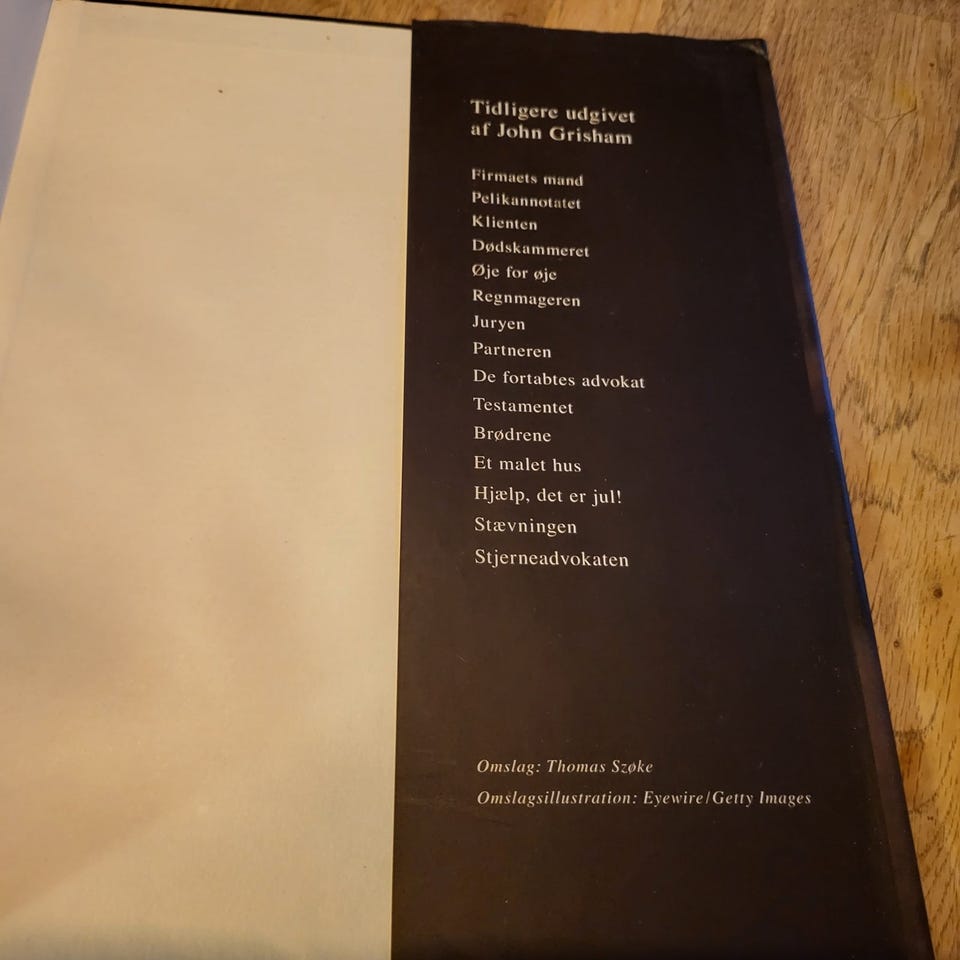 Tidligere udgivet
af John Grisham
Firmaets mand
Pelikannotatet
Klienten
Dødskammeret
Øje for øje
Regnmageren
Juryen
Partneren
De fortabtes advokat
Testamentet
Brødrene
Et malet hus
Hjælp, det er jul!
Stævningen
Stjerneadvokaten
Omslag: Thomas Szøke
Omslagsillustration: Eyewire/Getty Images